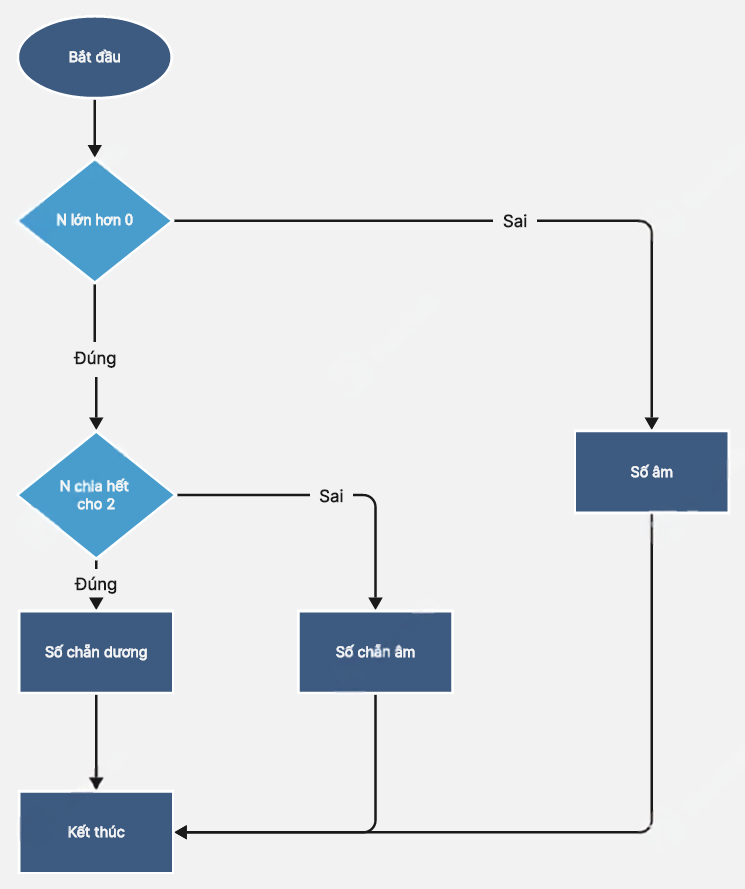 Bắt đầu
N lớn hơn 0
Sai
Đúng
N chia hết
cho 2
Sai
Số âm
Đúng
Số chẵn dương
Số chẵn âm
Kết thúc